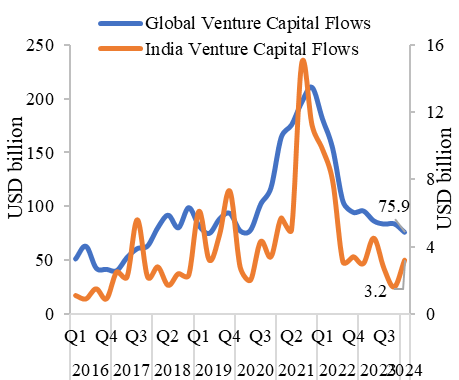 Global Venture Capital Flows
India Venture Capital Flows
250 16
200 12
150
100 8
50 4
0 0
USD billion
USD billion
75.9
3.2
Q1 Q4 Q3 Q2 Q1 Q4 Q3 Q2 Q1 Q4 Q3
2016 2017 2018 2019 2020 2021 2022 2023 2024